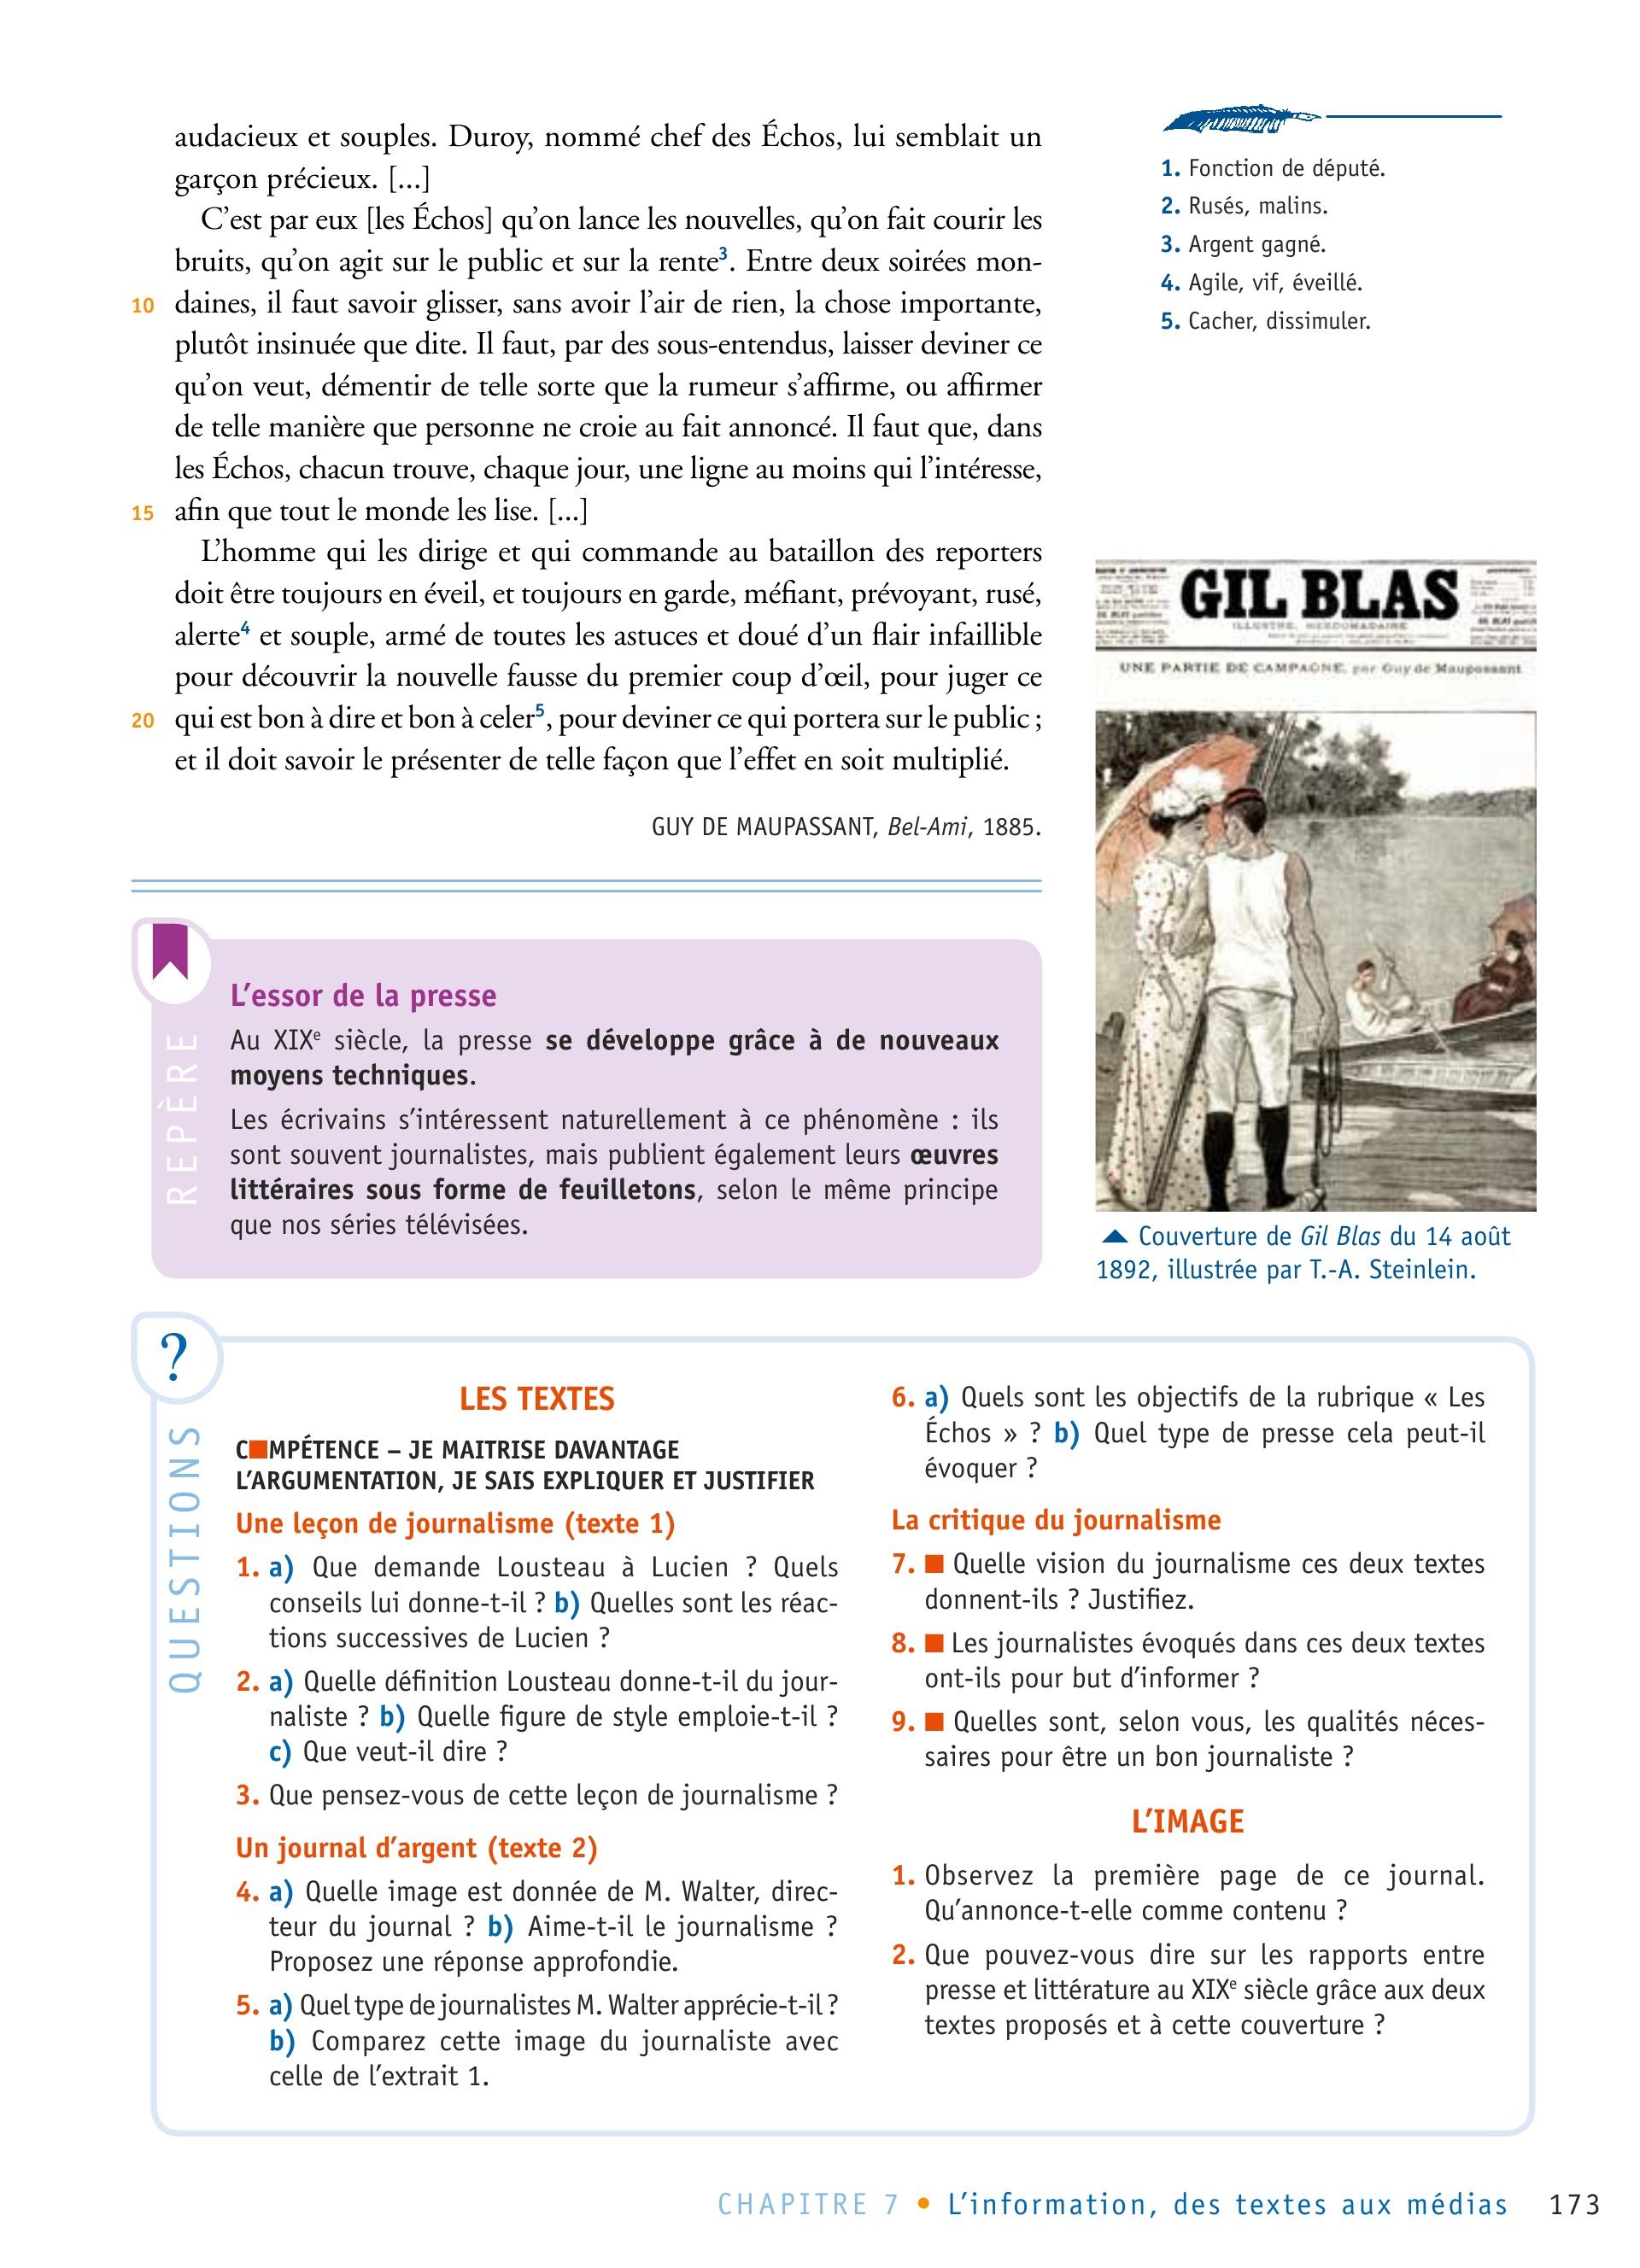 audacieux et souples. Duroy, nommé chef des Échos, lui semblait un
garçon précieux. [...]
C’est par eux [les Échos] qu’on lance les nouvelles, qu’on fait courir les
bruits, qu’on agit sur le public et sur la rente3. Entre deux soirées mon-
10 daines, il faut savoir glisser, sans avoir l’air de rien, la chose importante,
plutôt insinuée que dite. Il faut, par des sous-entendus, laisser deviner ce
qu’on veut, démentir de telle sorte que la rumeur s’affirme, ou affirmer
de telle manière que personne ne croie au fait annoncé. Il faut que, dans
les Échos, chacun trouve, chaque jour, une ligne au moins qui l’intéresse,
15 afin que tout le monde les lise. [...]
L’homme qui les dirige et qui commande au bataillon des reporters
doit être toujours en éveil, et toujours en garde, méfiant, prévoyant, rusé,
alerte4 et souple, armé de toutes les astuces et doué d’un flair infaillible
pour découvrir la nouvelle fausse du premier coup d’œil, pour juger ce
20 qui est bon à dire et bon à celer5, pour deviner ce qui portera sur le public ;
et il doit savoir le présenter de telle façon que l’effet en soit multiplié.
GUY DE MAUPASSANT, Bel-Ami, 1885.
1. Fonction de député.
2. Rusés, malins.
3. Argent gagné.
4. Agile, vif, éveillé.
5. Cacher, dissimuler.
GIL BLAS
ILLUSTRÉ, HEBDOMADAIRE
UNE PARTIE DE CAMPAGNE, par Guy de Maupassant
Couverture de Gil Blas du 14 août
1892, illustrée par T.-A. Steinlein.
REPÈRE
L’essor de la presse
Au XIXe siècle, la presse se développe grâce à de nouveaux
moyens techniques.
Les écrivains s’intéressent naturellement à ce phénomène : ils
sont souvent journalistes, mais publient également leurs œuvres
littéraires sous forme de feuilletons, selon le même principe
que nos séries télévisées.
?
QUESTIONS
LES TEXTES
C■MPÉTENCE – JE MAITRISE DAVANTAGE
L’ARGUMENTATION, JE SAIS EXPLIQUER ET JUSTIFIER
Une leçon de journalisme (texte 1)
1. a) Que demande Lousteau à Lucien ? Quels
conseils lui donne-t-il ? b) Quelles sont les réac-
tions successives de Lucien ?
2. a) Quelle définition Lousteau donne-t-il du jour-
naliste ? b) Quelle figure de style emploie-t-il ?
c) Que veut-il dire ?
3. Que pensez-vous de cette leçon de journalisme ?
Un journal d’argent (texte 2)
4. a) Quelle image est donnée de M. Walter, direc-
teur du journal ? b) Aime-t-il le journalisme ?
Proposez une réponse approfondie.
5. a) Quel type de journalistes M. Walter apprécie-t-il ?
b) Comparez cette image du journaliste avec
celle de l’extrait 1.
6. a) Quels sont les objectifs de la rubrique « Les
Échos » ? b) Quel type de presse cela peut-il
évoquer ?
La critique du journalisme
7. ■ Quelle vision du journalisme ces deux textes
donnent-ils ? Justifiez.
8. ■ Les journalistes évoqués dans ces deux textes
ont-ils pour but d’informer ?
9. ■ Quelles sont, selon vous, les qualités néces-
saires pour être un bon journaliste ?
L’IMAGE
1. Observez la première page de ce journal.
Qu’annonce-t-elle comme contenu ?
2. Que pouvez-vous dire sur les rapports entre
presse et littérature au XIXe siècle grâce aux deux
textes proposés et à cette couverture ?
CHAPITRE 7 • L’information, des textes aux médias 173